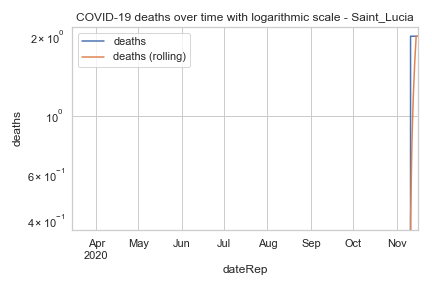 COVID-19 deaths over time with logarithmic scale - Saint_Lucia
deaths
deaths (rolling)
2 × 10⁰
10⁰
6 × 10⁻¹
4 × 10⁻¹
deaths
Apr May Jun Jul Aug Sep Oct Nov
2020
dateRep